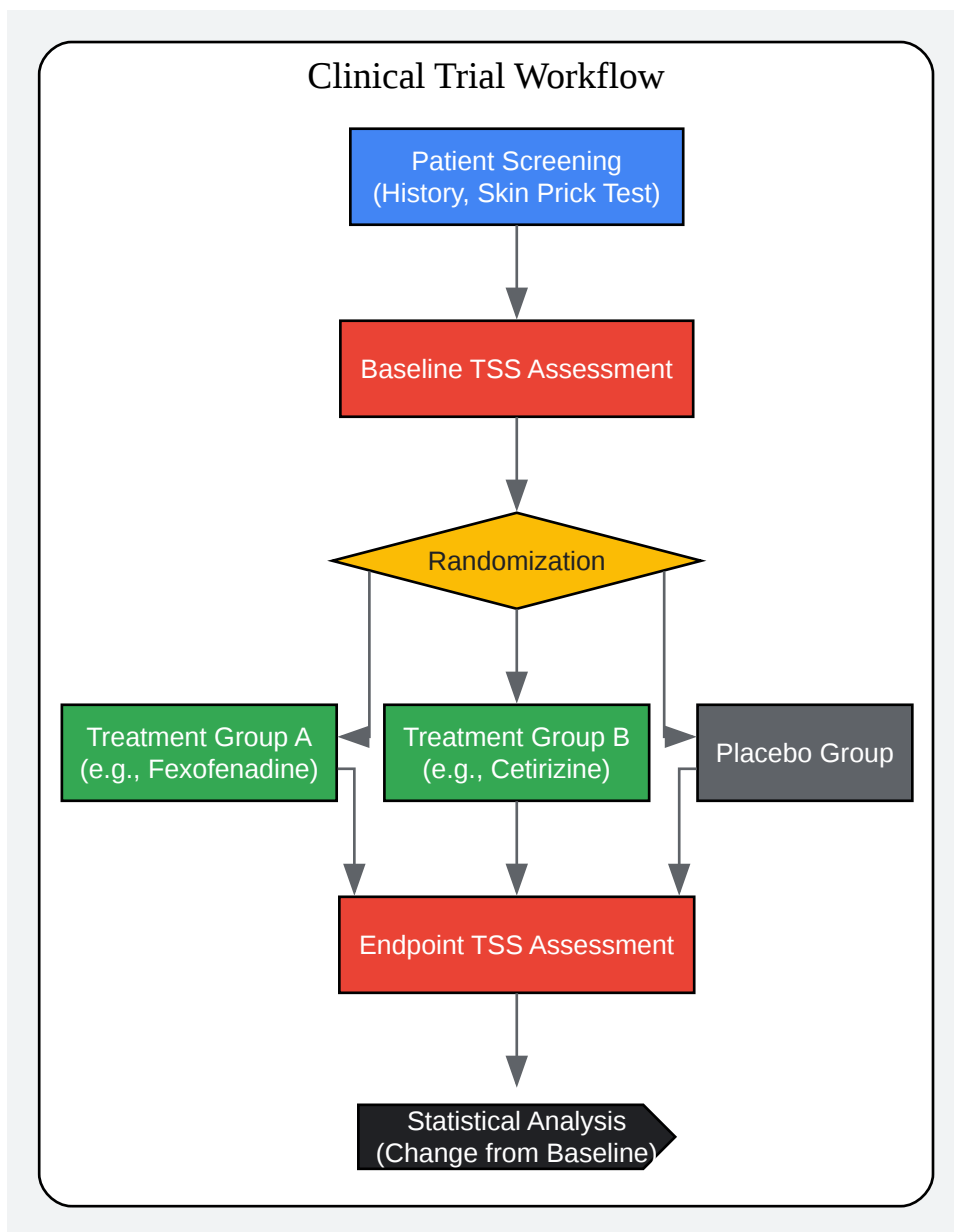 Clinical Trial Workflow
Patient Screening
(History, Skin Prick Test)
Baseline TSS Assessment
Randomization
Treatment Group A
(e.g., Fexofenadine)
Treatment Group B
(e.g., Cetirizine)
Placebo Group
Endpoint TSS Assessment
Statistical Analysis
(Change from Baseline)